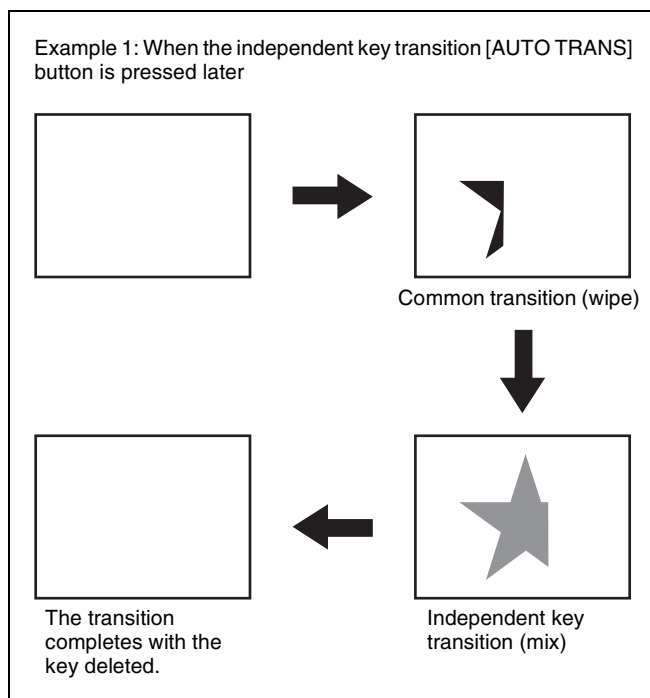 Example 1: When the independent key transition [AUTO TRANS]
button is pressed later
Common transition (wipe)
The transition
completes with the
key deleted.
Independent key
transition (mix)